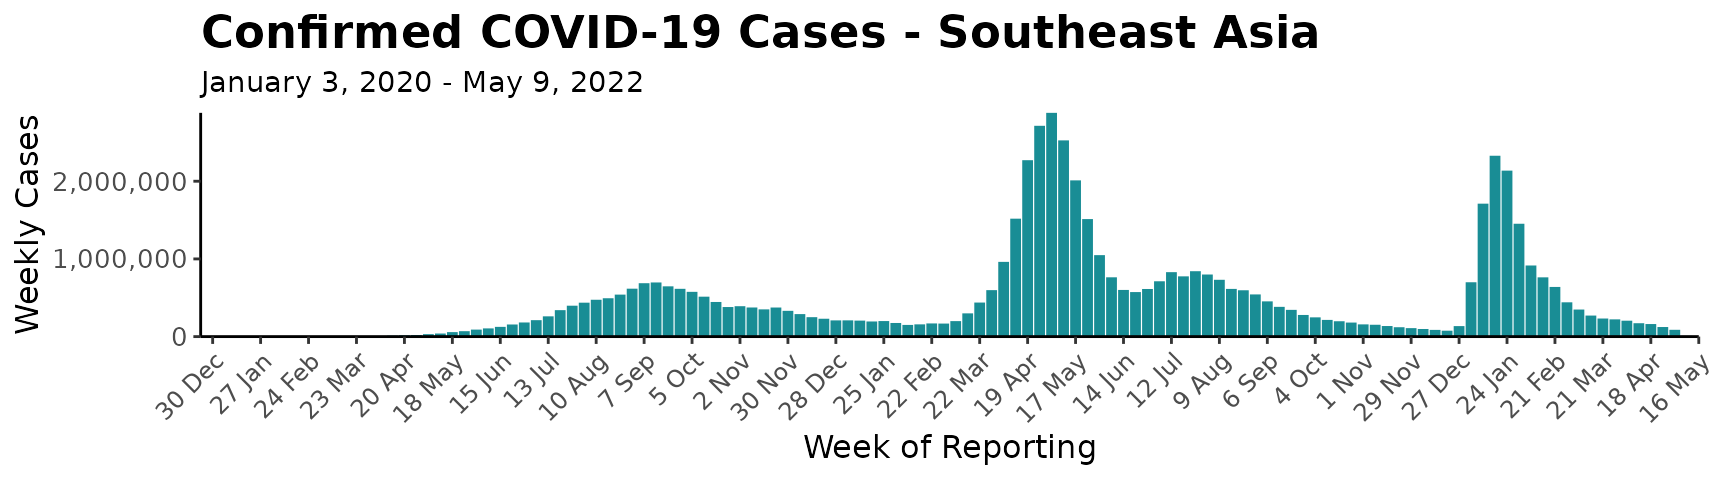 Confirmed COVID-19 Cases - Southeast Asia
January 3, 2020 - May 9, 2022
Weekly Cases
2,000,000
1,000,000
0
30 Dec
27 Jan
24 Feb
23 Mar
20 Apr
18 May
15 Jun
13 Jul
10 Aug
7 Sep
5 Oct
2 Nov
30 Nov
28 Dec
25 Jan
22 Feb
22 Mar
19 Apr
17 May
14 Jun
12 Jul
9 Aug
6 Sep
4 Oct
1 Nov
29 Nov
27 Dec
24 Jan
21 Feb
21 Mar
18 Apr
16 May
Week of Reporting